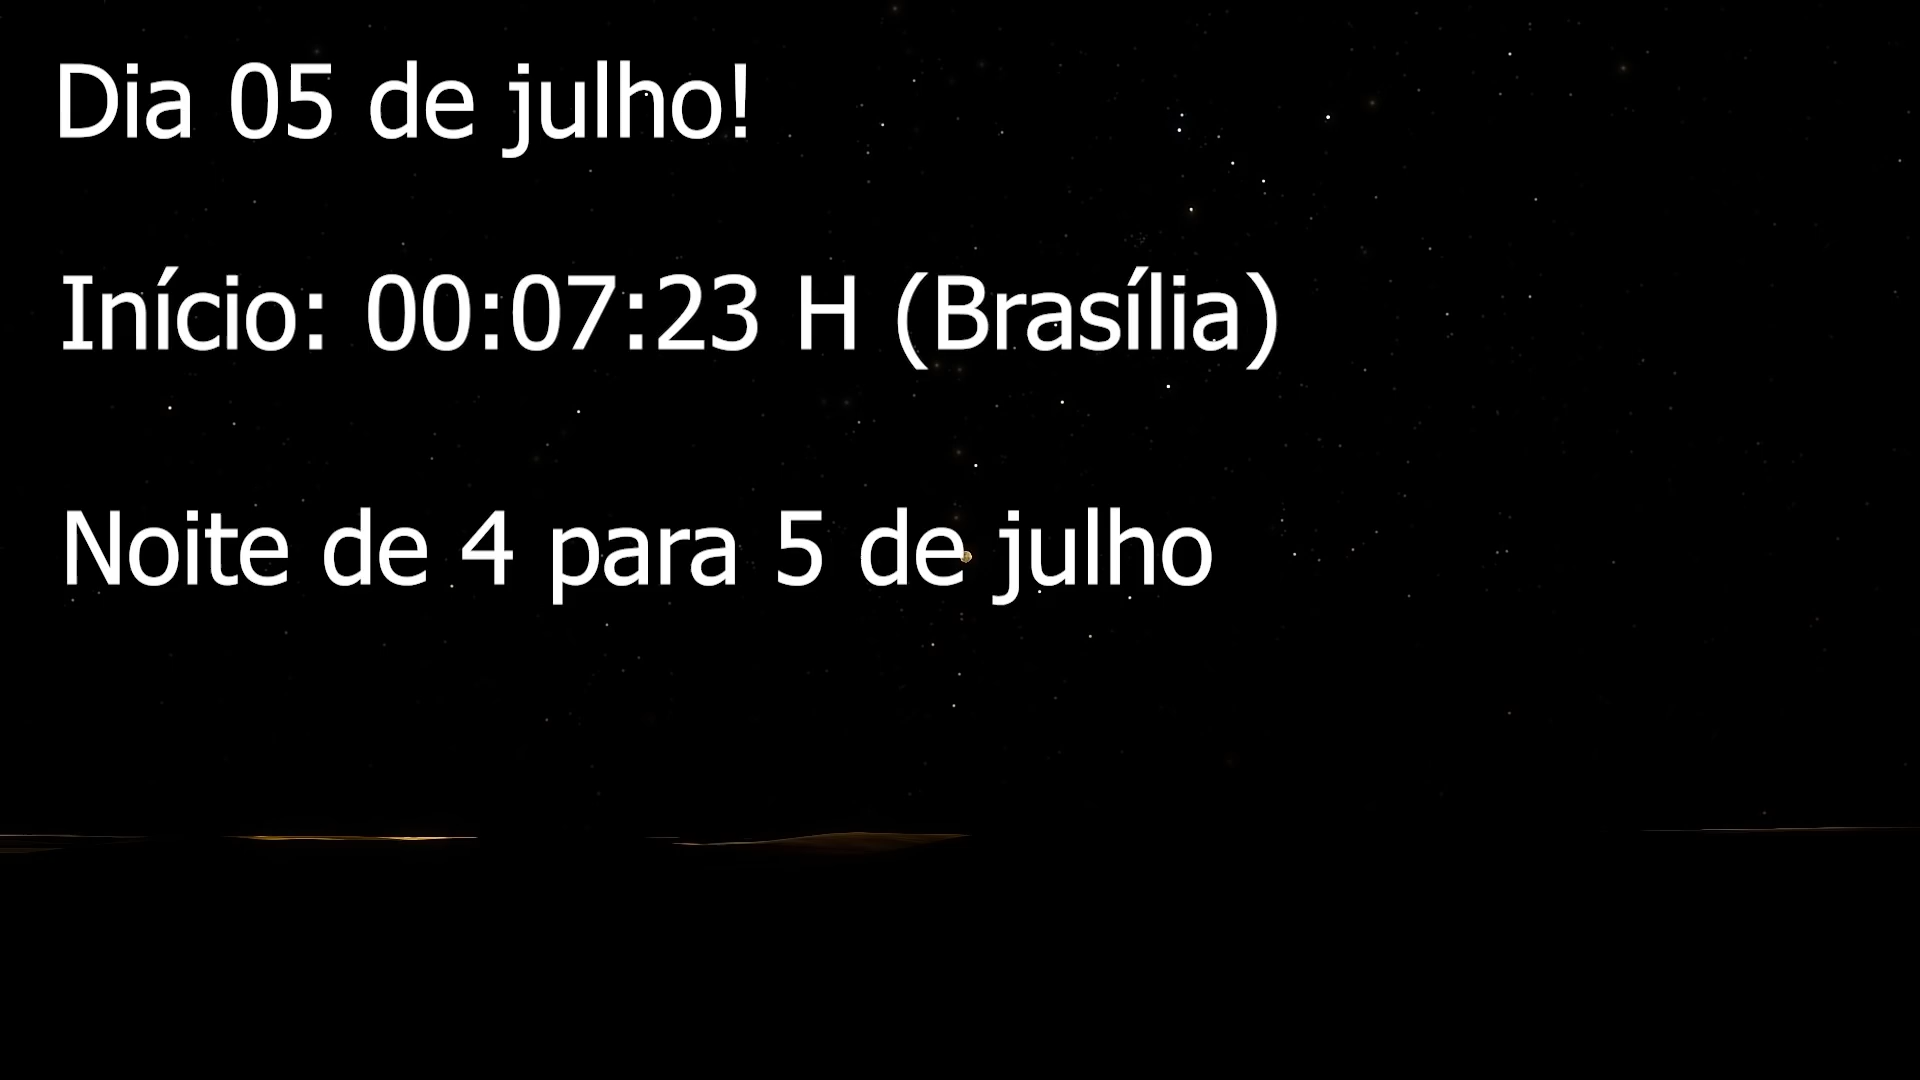 Dia 05 de julho!
Início: 00:07:23 H (Brasília)
Noite de 4 para 5 de julho